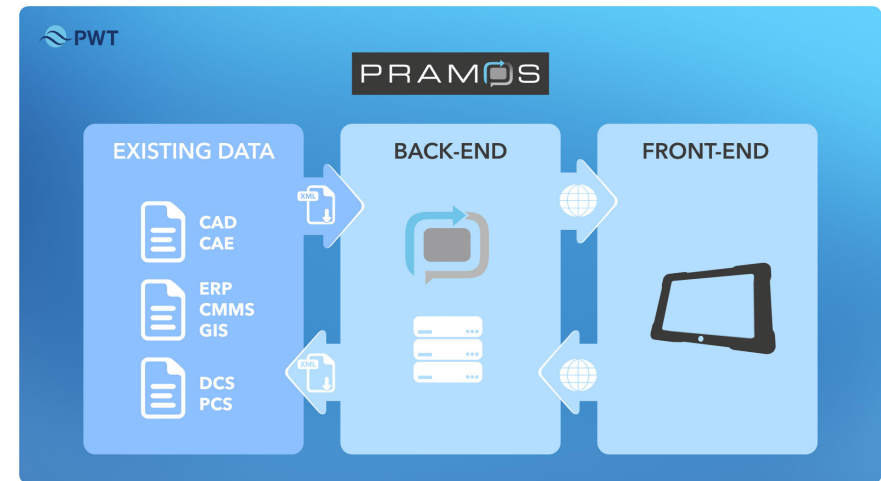 PWT
PRAMOS
EXISTING DATA
BACK-END
FRONT-END
XML
CAD
CAE
ERP
CMMS
GIS
XML
DCS
PCS